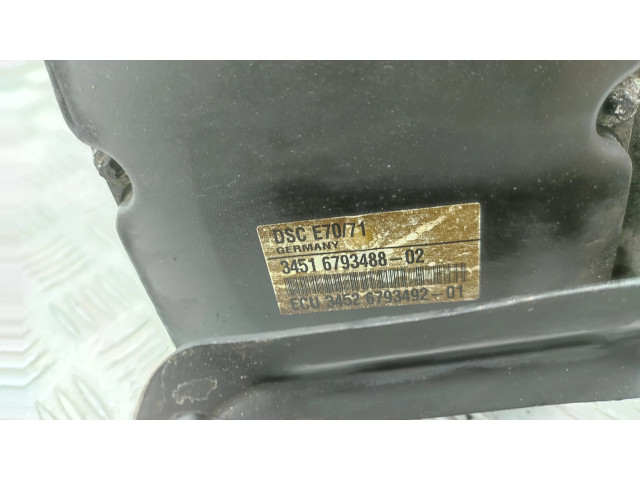 DSC E70/71
GERMANY
3451 6793488-02
ECU 3452 6793492-01